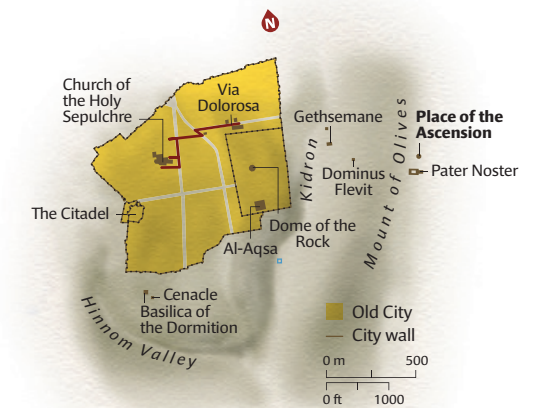 N
Church of
the Holy
Sepulchre
Via
Dolorosa
Gethsemane
Place of the
Ascension
Kidron
Dominus
Flevit
Mount of Olives
Pater Noster
The Citadel
Dome of the
Rock
Al-Aqsa
Cenacle
Basilica of
the Dormition
Hinnom Valley
Old City
City wall
0 m 500
0 ft 1000